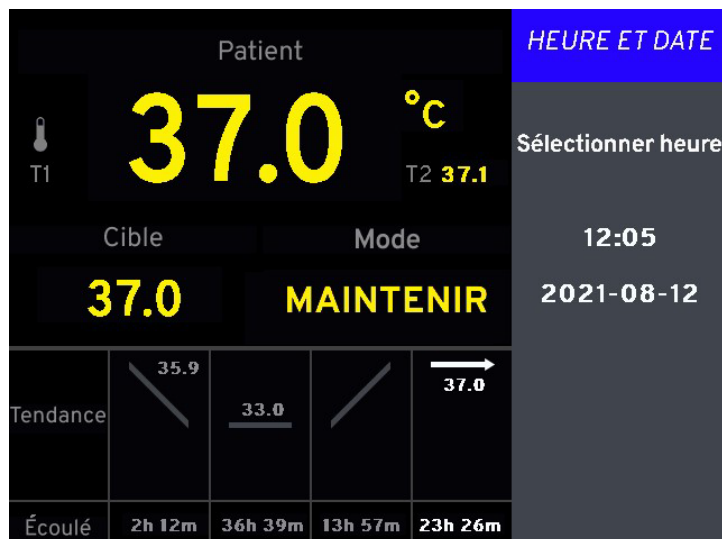 Patient
HEURE ET DATE
37.0 °C
T1
T2 37.1
Sélectionner heure
Cible
Mode
12:05
37.0
MAINTENIR
2021-08-12
Tendance
35.9
33.0
37.0
Écoulé 2h 12m 36h 39m 13h 57m 23h 26m